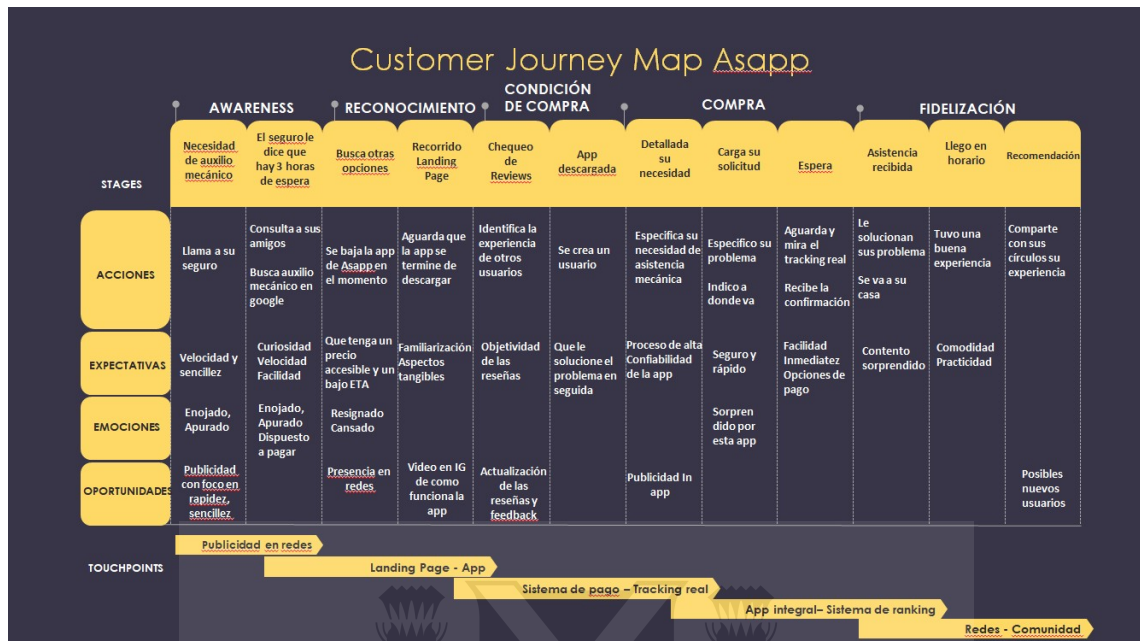 Customer Journey Map Asapp
AWARENESS
RECONOCIMIENTO
CONDICIÓN
DE COMPRA
COMPRA
FIDELIZACIÓN
STAGES
Necesidad
de auxilio
mecánico
El seguro le
dice que
hay 3 horas
de espera
Busca otras
opciones
Recorrido
Landing
Page
Chequeo
de
Reviews
App
descargada
Detallada
su
necesidad
Carga su
solicitud
Espera
Asistencia
recibida
Llego en
horario
Recomendación
ACCIONES
Llama a su
seguro
Consulta a sus
amigos
Busca auxilio
mecánico en
google
Se baja la app
de Asapp en
el momento
Aguarda que
la app se
termine de
descargar
Identifica la
experiencia
de otros
usuarios
Se crea un
usuario
Especifica su
necesidad de
asistencia
mecánica
Especifico su
problema
Indico a
donde va
Aguarda y
mira el
tracking real
Recibe la
confirmación
Le
solucionan
sus problema
Se va a su
casa
Tuvo una
buena
experiencia
Comparte
con sus
círculos su
experiencia
EXPECTATIVAS
Velocidad y
sencillez
Curiosidad
Velocidad
Facilidad
Que tenga un
precio
accesible y un
bajo ETA
Familiarización
Aspectos
tangibles
Objetividad
de las
reseñas
Que le
solucione el
problema en
seguida
Proceso de alta
Confiabilidad
de la app
Seguro y
rápido
Facilidad
Inmediatez
Opciones de
pago
Contento
sorprendido
Comodidad
Practicidad
EMOCIONES
Enojado,
Apurado
Enojado,
Apurado
Dispuesto
a pagar
Resignado
Cansado
Sorpren
dido por
esta app
OPORTUNIDADES
Publicidad
con foco en
rapidez,
sencillez
Presencia en
redes
Video en IG
de como
funciona la
app
Actualización
de las
reseñas y
feedback
Publicidad In
app
Posibles
nuevos
usuarios
TOUCHPOINTS
Publicidad en redes
Landing Page - App
Sistema de pago – Tracking real
App integral– Sistema de ranking
Redes - Comunidad